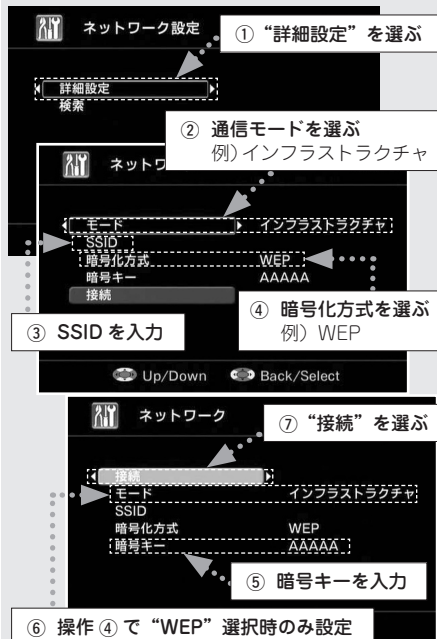 ネットワーク設定
① “詳細設定” を選ぶ
詳細設定
検索
② 通信モードを選ぶ
例）インフラストラクチャ
ネットワ
モード インフラストラクチャ
SSID
暗号化方式 WEP
暗号キー AAAAA
接続
③ SSID を入力
④ 暗号化方式を選ぶ
例）WEP
Up/Down Back/Select
ネットワーク
⑦ “接続” を選ぶ
接続
モード インフラストラクチャ
SSID
暗号化方式 WEP
暗号キー AAAAA
⑤ 暗号キーを入力
⑥ 操作 ④ で “WEP” 選択時のみ設定